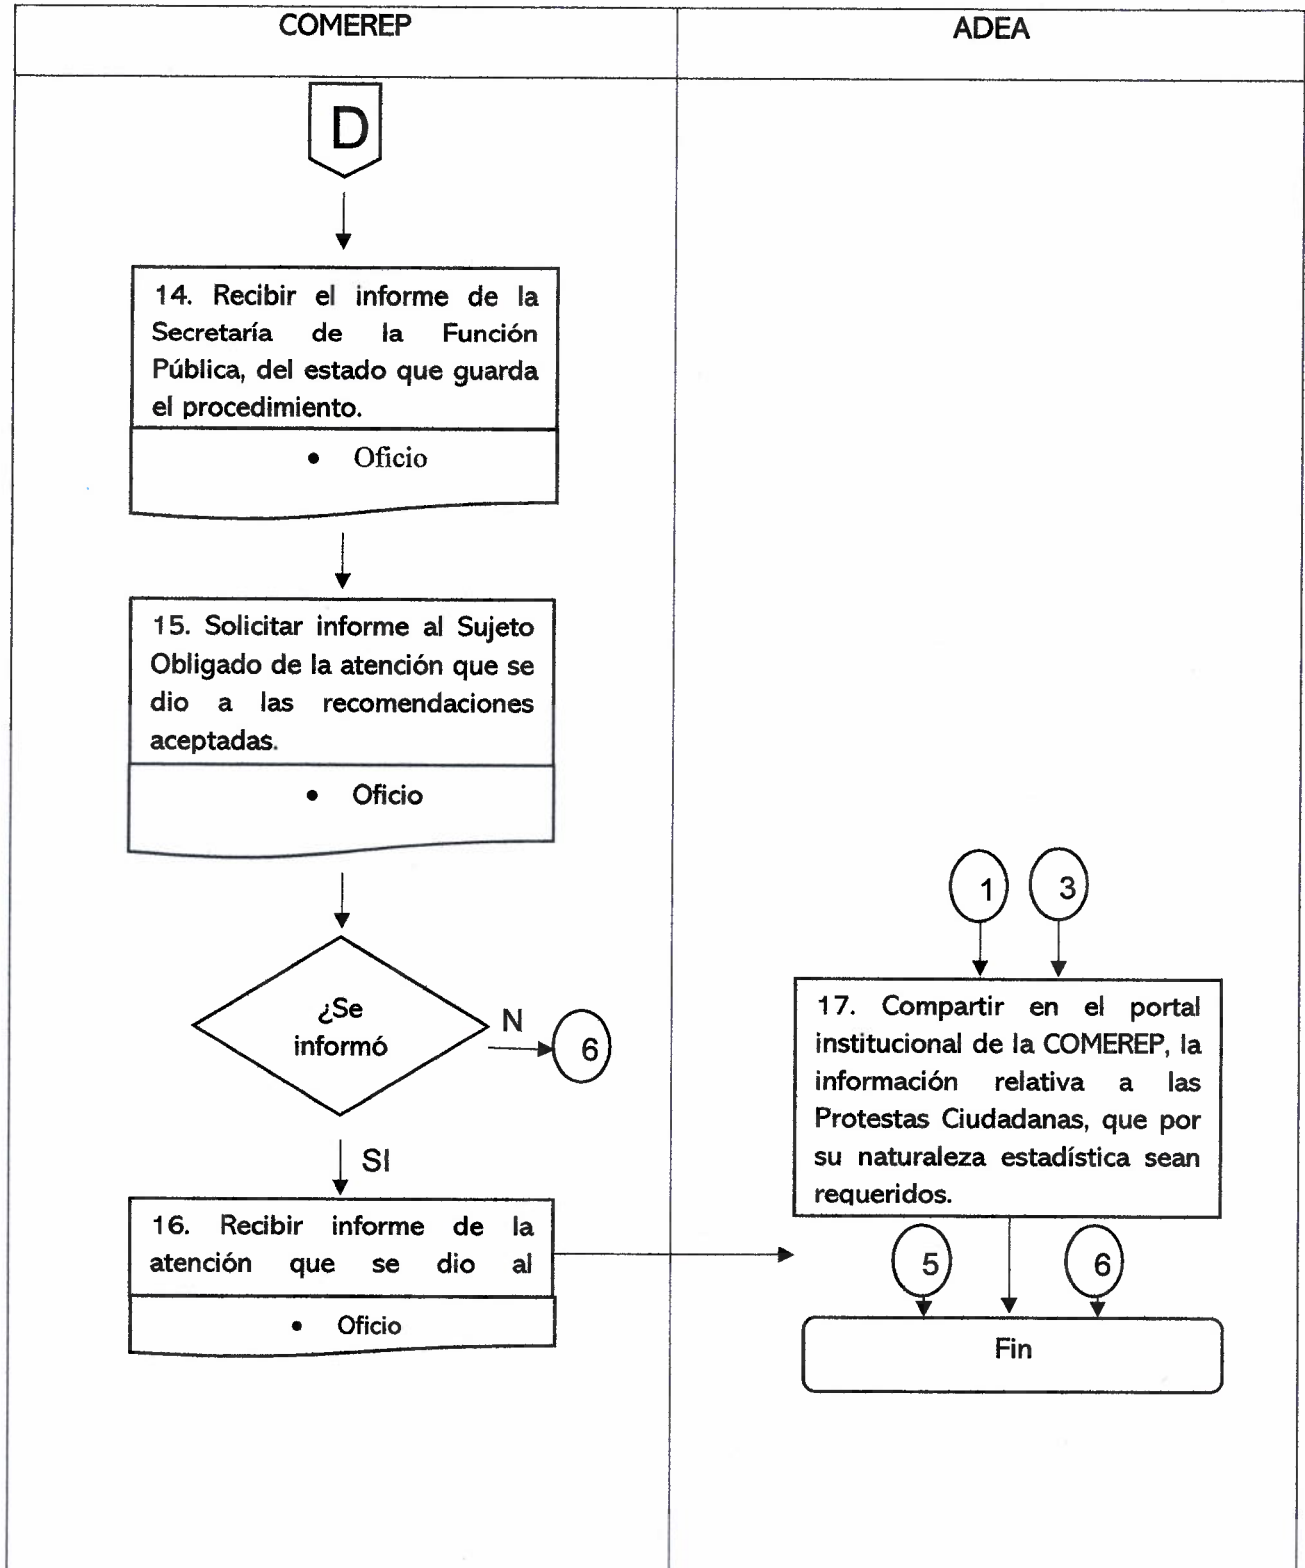 COMEREP
ADEA
D
14. Recibir el informe de la
Secretaría de la Función
Pública, del estado que guarda
el procedimiento.
• Oficio
15. Solicitar informe al Sujeto
Obligado de la atención que se
dio a las recomendaciones
aceptadas.
• Oficio
¿Se
informó
N
6
SI
16. Recibir informe de la
atención que se dio al
• Oficio
1
3
17. Compartir en el portal
institucional de la COMEREP, la
información relativa a las
Protestas Ciudadanas, que por
su naturaleza estadística sean
requeridos.
5
6
Fin